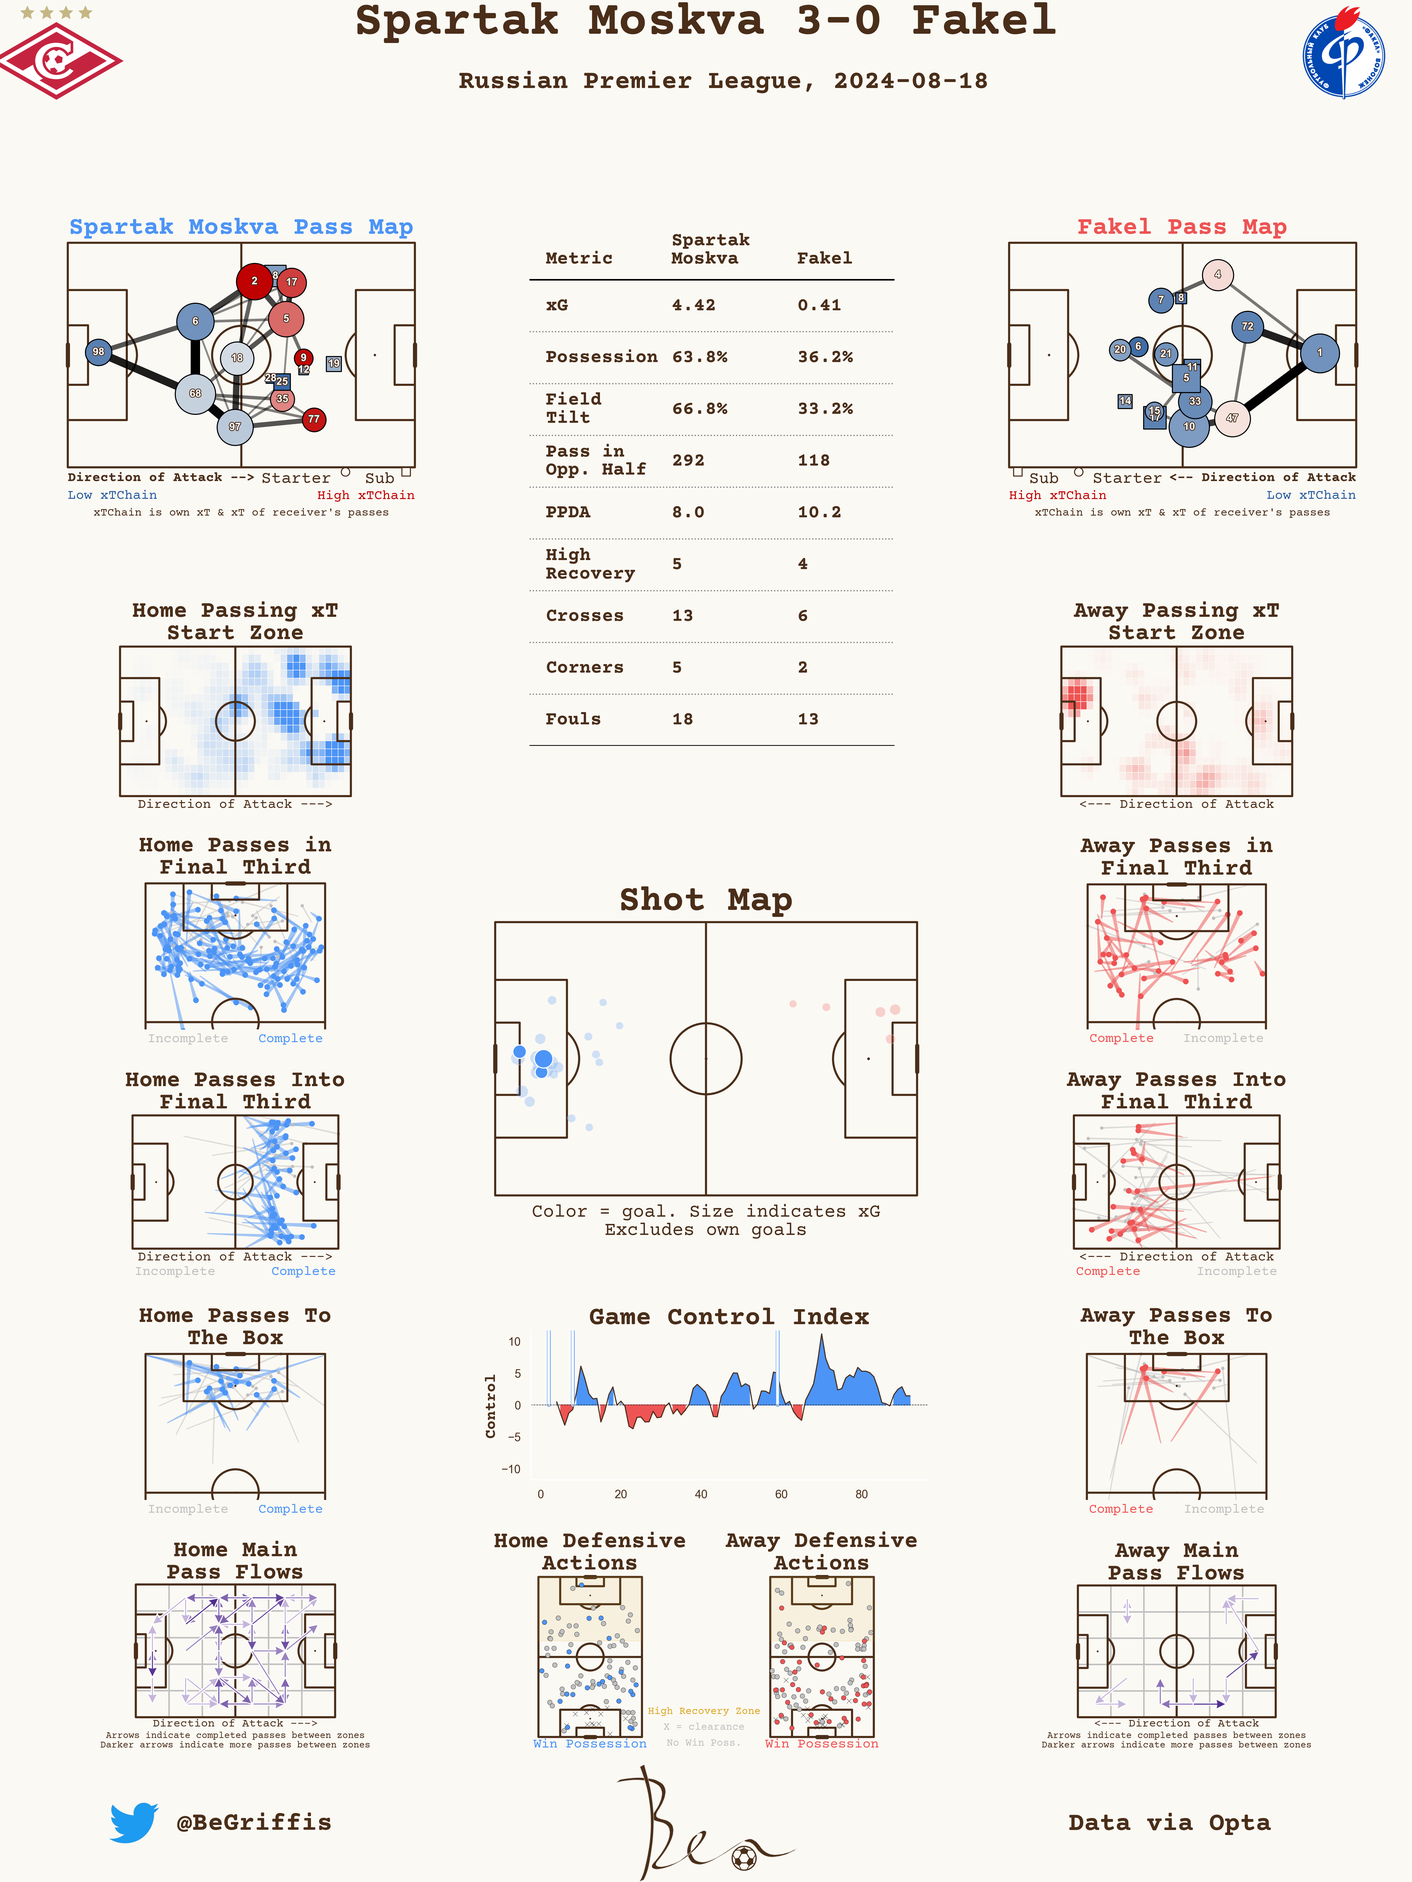 Spartak Moskva 3-0 Fakel
Russian Premier League, 2024-08-18
ФУТБОЛЬНЫЙ КЛУБ «ФАКЕЛ» ВОРОНЕЖ
Spartak Moskva Pass Map
2
8
17
6
5
98
18
9
12
19
28
25
68
35
97
77
Direction of Attack --> Starter Sub
Low xTChain High xTChain
xTChain is own xT & xT of receiver's passes
Metric Spartak Moskva Fakel
xG 4.42 0.41
Possession 63.8% 36.2%
Field Tilt 66.8% 33.2%
Pass in Opp. Half 292 118
PPDA 8.0 10.2
High Recovery 5 4
Crosses 13 6
Corners 5 2
Fouls 18 13
Fakel Pass Map
4
7
8
72
20
6
21
1
11
5
14
33
15
17
10
47
Sub Starter <-- Direction of Attack
High xTChain Low xTChain
xTChain is own xT & xT of receiver's passes
Home Passing xT
Start Zone
Direction of Attack --->
Away Passing xT
Start Zone
<--- Direction of Attack
Home Passes in
Final Third
Incomplete Complete
Away Passes in
Final Third
Complete Incomplete
Shot Map
Color = goal. Size indicates xG
Excludes own goals
Home Passes Into
Final Third
Direction of Attack --->
Incomplete Complete
Away Passes Into
Final Third
<--- Direction of Attack
Complete Incomplete
Home Passes To
The Box
Incomplete Complete
Game Control Index
Control
10
5
0
−5
−10
0 20 40 60 80
Away Passes To
The Box
Complete Incomplete
Home Main
Pass Flows
Direction of Attack --->
Arrows indicate completed passes between zones
Darker arrows indicate more passes between zones
Home Defensive
Actions
Win Possession
High Recovery Zone
X = clearance
No Win Poss.
Away Defensive
Actions
Win Possession
Away Main
Pass Flows
<--- Direction of Attack
Arrows indicate completed passes between zones
Darker arrows indicate more passes between zones
@BeGriffis
Ben
Data via Opta